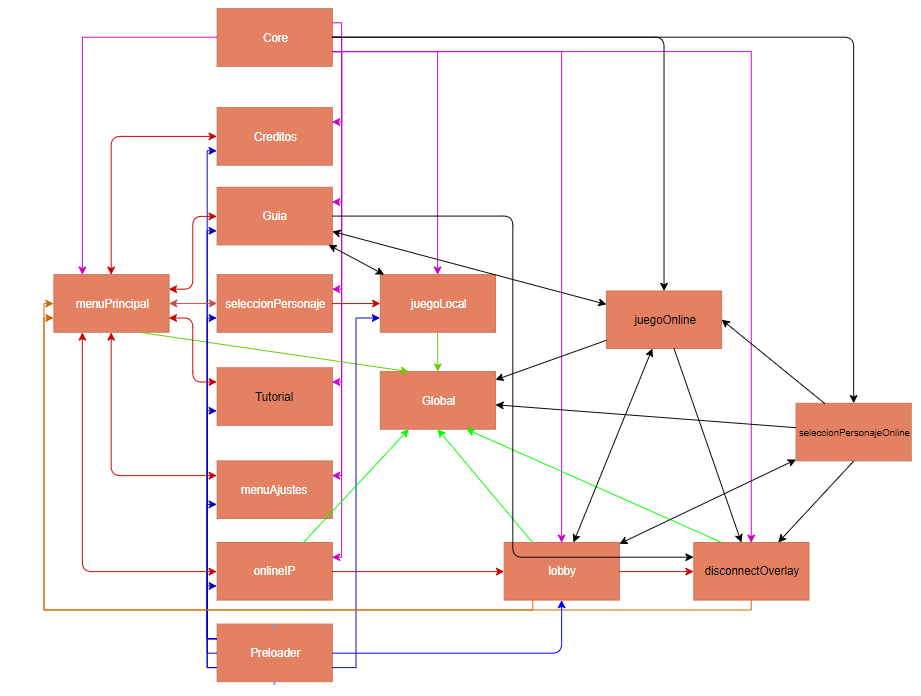 Core
Creditos
Guia
menuPrincipal
seleccionPersonaje
juegoLocal
juegoOnline
Tutorial
Global
seleccionPersonajeOnline
menuAjustes
onlineIP
lobby
disconnectOverlay
Preloader